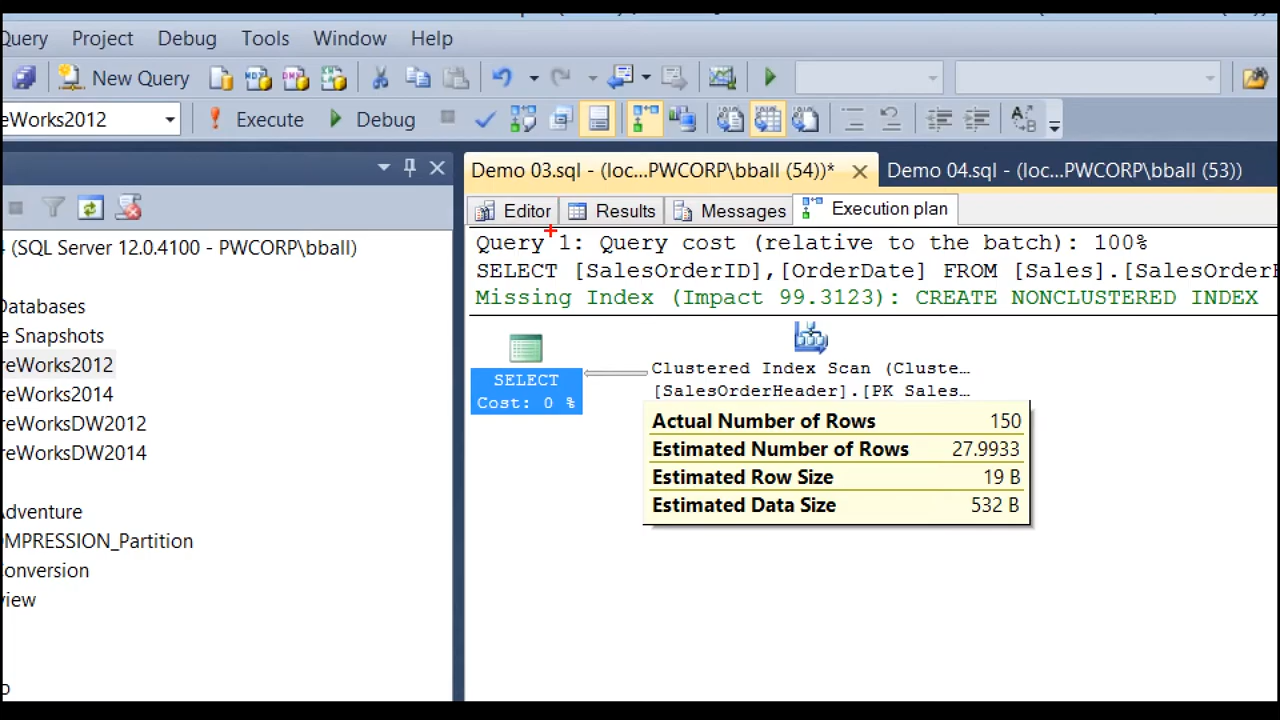 Query Project Debug Tools Window Help
New Query
eWorks2012 Execute Debug
Demo 03.sql - (loc...PWCORP\bball (54))* Demo 04.sql - (loc...PWCORP\bball (53))
Editor Results Messages Execution plan
Query 1: Query cost (relative to the batch): 100%
SELECT [SalesOrderID],[OrderDate] FROM [Sales].[SalesOrder
Missing Index (Impact 99.3123): CREATE NONCLUSTERED INDEX
SELECT
Cost: 0 %
Clustered Index Scan (Cluste…
[SalesOrderHeader].[PK_Sales…
Actual Number of Rows 150
Estimated Number of Rows 27.9933
Estimated Row Size 19 B
Estimated Data Size 532 B
(SQL Server 12.0.4100 - PWCORP\bball)
Databases
e Snapshots
reWorks2012
reWorks2014
reWorksDW2012
reWorksDW2014
Adventure
OMPRESSION_Partition
Conversion
view